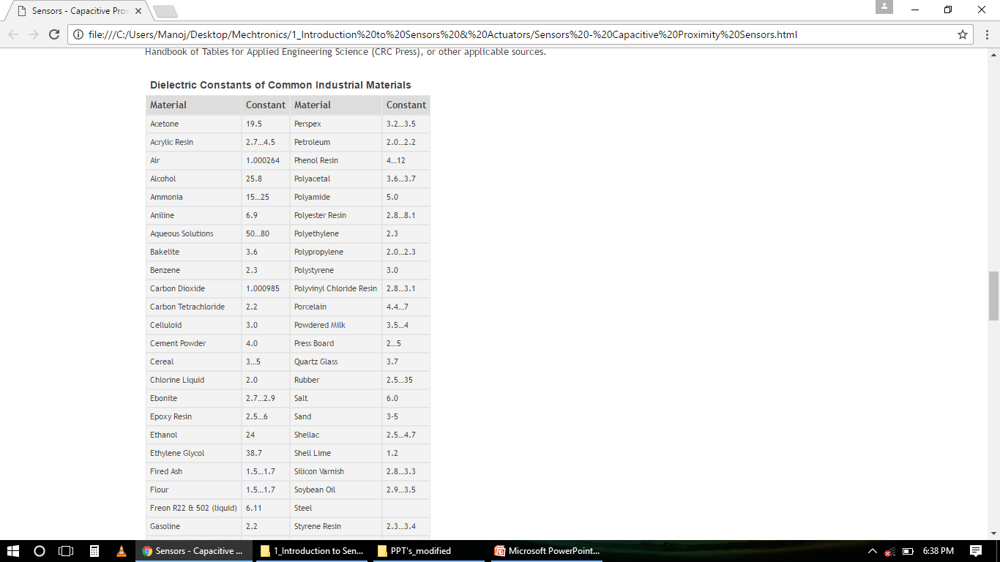 Sensors - Capacitive Pro
file:///C:/Users/Manoj/Desktop/Mechtronics/1_Introduction%20to%20Sensors%20&%20Actuators/Sensors%20-%20Capacitive%20Proximity%20Sensors.html
Handbook of Tables for Applied Engineering Science (CRC Press), or other applicable sources.
Dielectric Constants of Common Industrial Materials
Material Constant Material Constant
Acetone 19.5 Perspex 3.2...3.5
Acrylic Resin 2.7...4.5 Petroleum 2.0...2.2
Air 1.000264 Phenol Resin 4...12
Alcohol 25.8 Polyacetal 3.6...3.7
Ammonia 15...25 Polyamide 5.0
Aniline 6.9 Polyester Resin 2.8...8.1
Aqueous Solutions 50...80 Polyethylene 2.3
Bakelite 3.6 Polypropylene 2.0...2.3
Benzene 2.3 Polystyrene 3.0
Carbon Dioxide 1.000985 Polyvinyl Chloride Resin 2.8...3.1
Carbon Tetrachloride 2.2 Porcelain 4.4...7
Celluloid 3.0 Powdered Milk 3.5...4
Cement Powder 4.0 Press Board 2...5
Cereal 3...5 Quartz Glass 3.7
Chlorine Liquid 2.0 Rubber 2.5...35
Ebonite 2.7...2.9 Salt 6.0
Epoxy Resin 2.5...6 Sand 3-5
Ethanol 24 Shellac 2.5...4.7
Ethylene Glycol 38.7 Shell Lime 1.2
Fired Ash 1.5...1.7 Silicon Varnish 2.8...3.3
Flour 1.5...1.7 Soybean Oil 2.9...3.5
Freon R22 & 502 (liquid) 6.11 Steel
Gasoline 2.2 Styrene Resin 2.3...3.4
Sensors - Capacitive ... 1_Introduction to Sen... PPT's_modified Microsoft PowerPoint... 6:38 PM